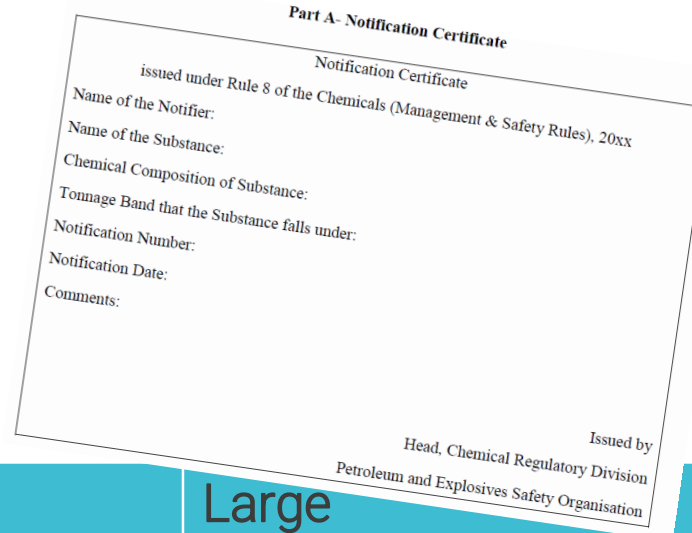 Part A- Notification Certificate
Notification Certificate
issued under Rule 8 of the Chemicals (Management & Safety Rules), 20xx
Name of the Notifier:
Name of the Substance:
Chemical Composition of Substance:
Tonnage Band that the Substance falls under:
Notification Number:
Notification Date:
Comments:
Issued by
Head, Chemical Regulatory Division
Petroleum and Explosives Safety Organisation
Large